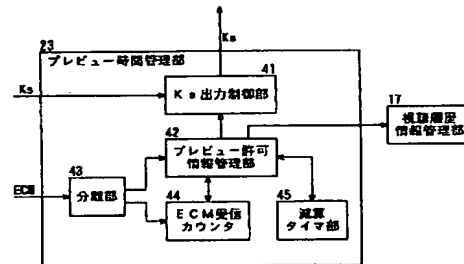 Ks
23
プレビュー時間管理部
41
Ks
Ks出力制御部
17
視聴履歴
情報管理部
42
プレビュー許可
情報管理部
43
ECM
分離部
44
ECM受信
カウンタ
45
減算
タイマ部